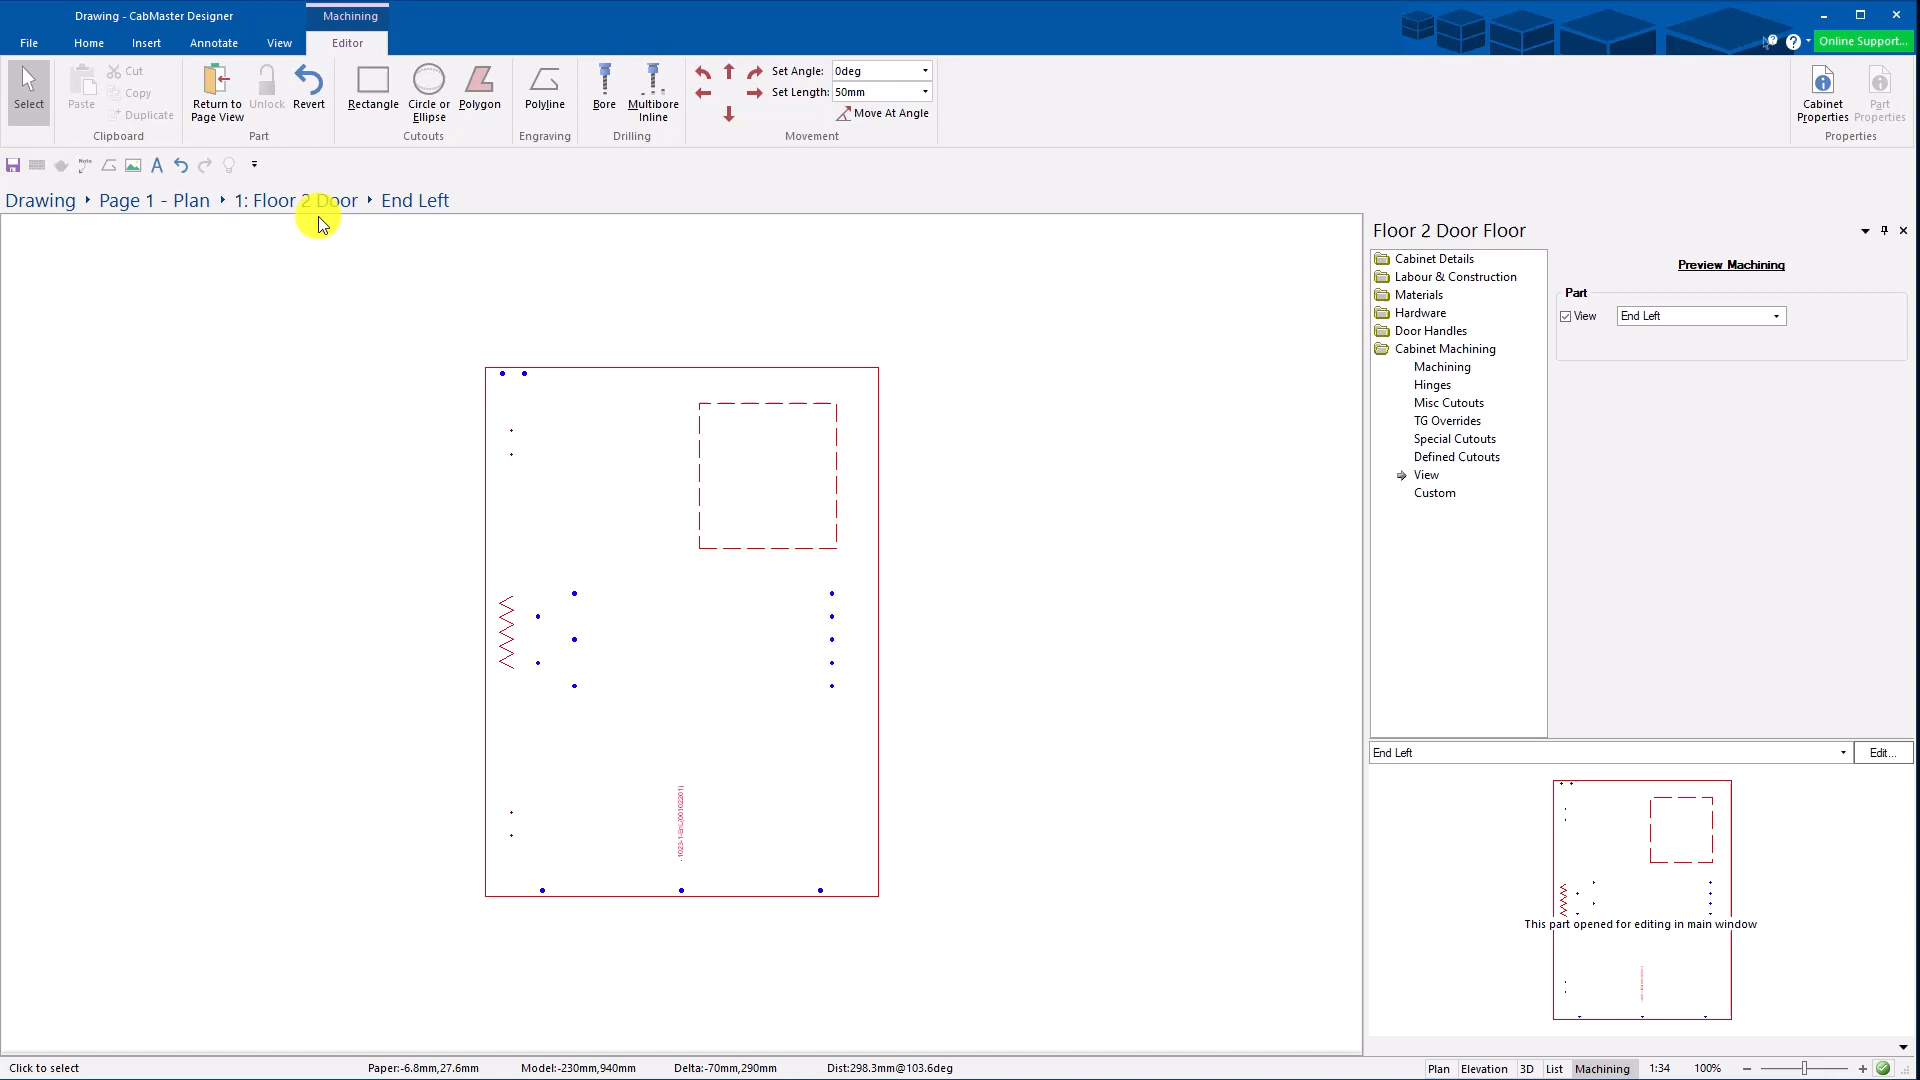 Drawing - CabMaster Designer
Machining
File
Home
Insert
Annotate
View
Editor
Online Support...
Select
Paste
Cut
Copy
Duplicate
Clipboard
Return to Page View
Unlock
Revert
Part
Rectangle
Circle or Ellipse
Polygon
Cutouts
Polyline
Engraving
Bore
Multibore Inline
Drilling
Set Angle: 0deg
Set Length: 50mm
Move At Angle
Movement
Cabinet Properties
Part Properties
Properties
Note
A
Drawing
Page 1 - Plan
1: Floor 2 Door
End Left
Floor 2 Door Floor
Cabinet Details
Labour & Construction
Materials
Hardware
Door Handles
Cabinet Machining
Machining
Hinges
Misc Cutouts
TG Overrides
Special Cutouts
Defined Cutouts
View
Custom
Preview Machining
Part
View
End Left
End Left
Edit...
This part opened for editing in main window
Click to select
Paper:-6.8mm,27.6mm
Model:-230mm,940mm
Delta:-70mm,290mm
Dist:298.3mm@103.6deg
Plan
Elevation
3D
List
Machining
1:34
100%